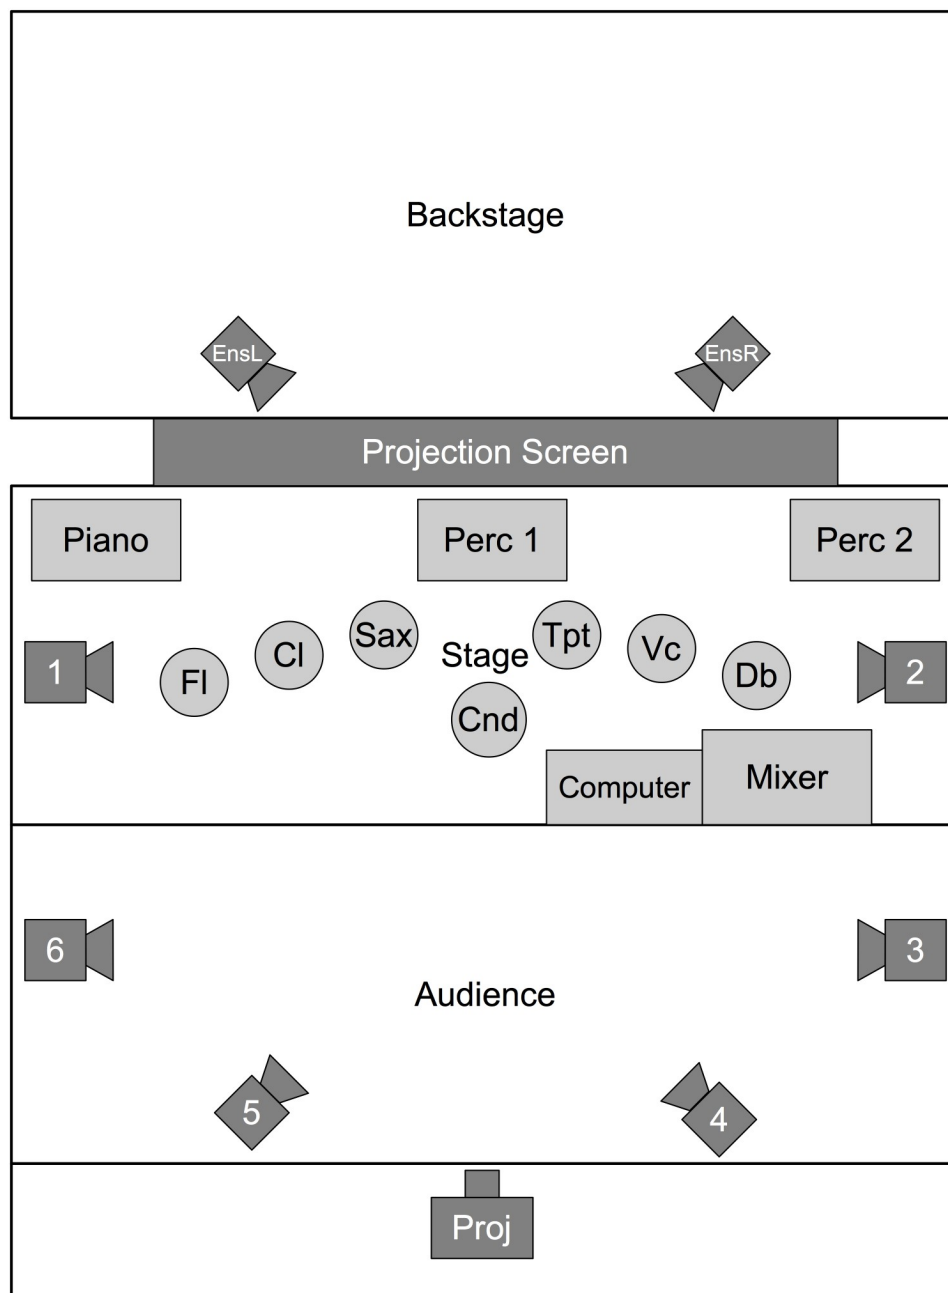 Backstage
EnsL
EnsR
Projection Screen
Piano
Perc 1
Perc 2
1
Fl
Cl
Sax
Stage
Tpt
Vc
Db
2
Cnd
Computer
Mixer
6
3
Audience
5
4
Proj